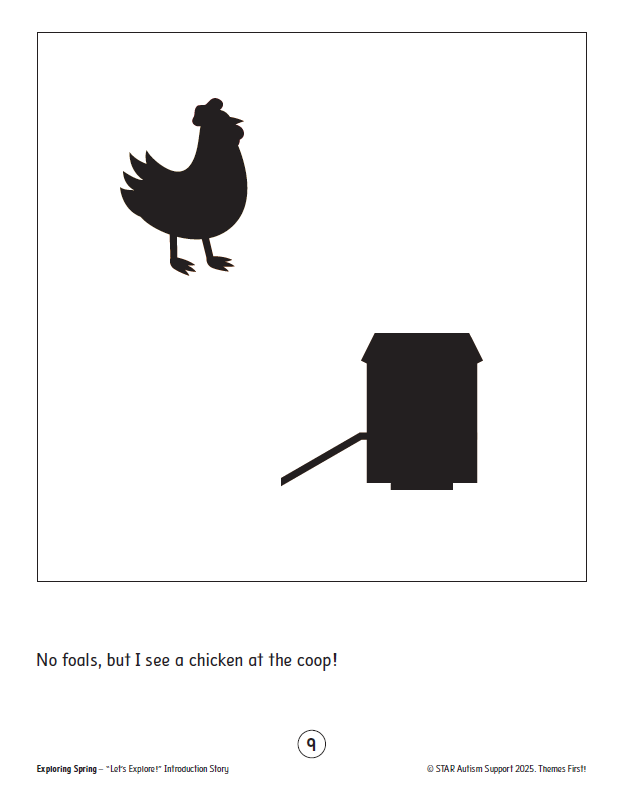 No foals, but I see a chicken at the coop!
9
Exploring Spring – "Let's Explore!" Introduction Story
© STAR Autism Support 2025. Themes First!